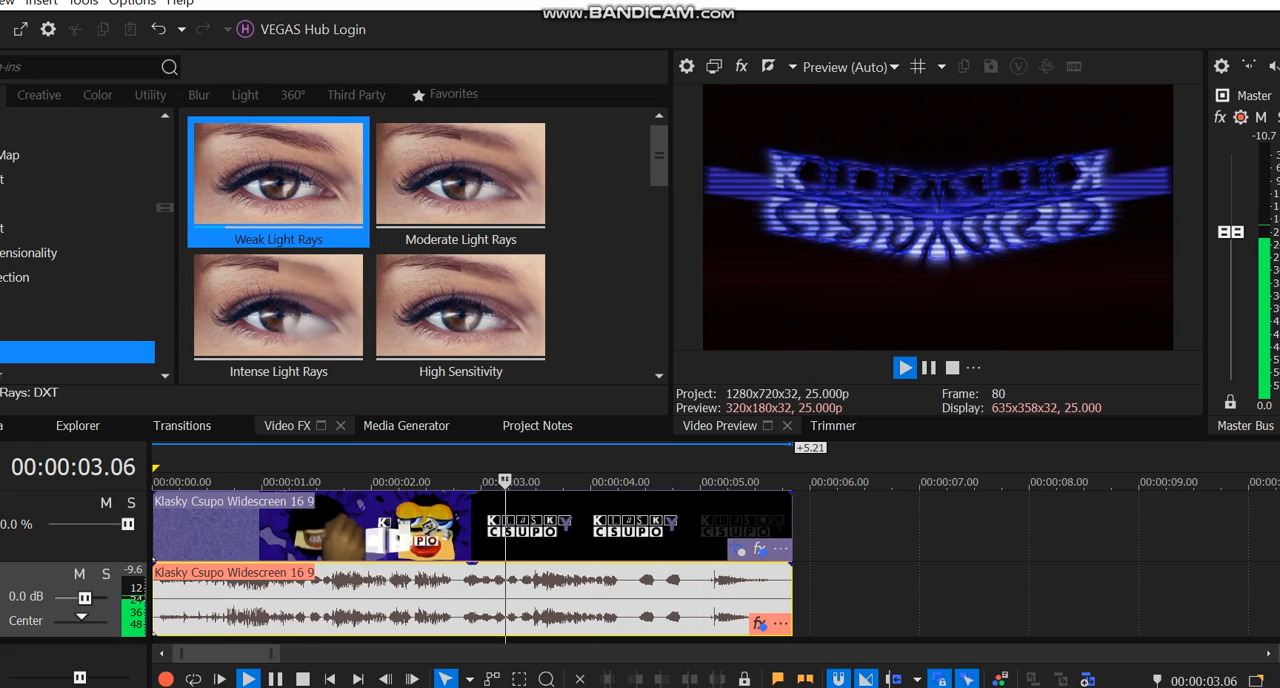 Insert Tools Options Help
www.BANDICAM.com
VEGAS Hub Login
Creative Color Utility Blur Light 360° Third Party Favorites
Preview (Auto)
Master
fx M
-10.7
Map
Weak Light Rays
Moderate Light Rays
Intense Light Rays
High Sensitivity
Rays: DXT
Project: 1280x720x32, 25.000p
Frame: 80
Preview: 320x180x32, 25.000p
Display: 635x358x32, 25.000
0.0
Explorer
Transitions
Video FX
Media Generator
Project Notes
Video Preview
Trimmer
Master Bus
+5.21
00:00:03.06
00:00:00.00 00:00:01.00 00:00:02.00 00:00:03.00 00:00:04.00 00:00:05.00 00:00:06.00 00:00:07.00 00:00:08.00 00:00:09.00
M S
Klasky Csupo Widescreen 16 9
KLASKY
CSUPO
KLASKY
CSUPO
0.0 %
fx
M S
-9.6
Klasky Csupo Widescreen 16 9
12
24
36
48
0.0 dB
Center
fx
00:00:03.06